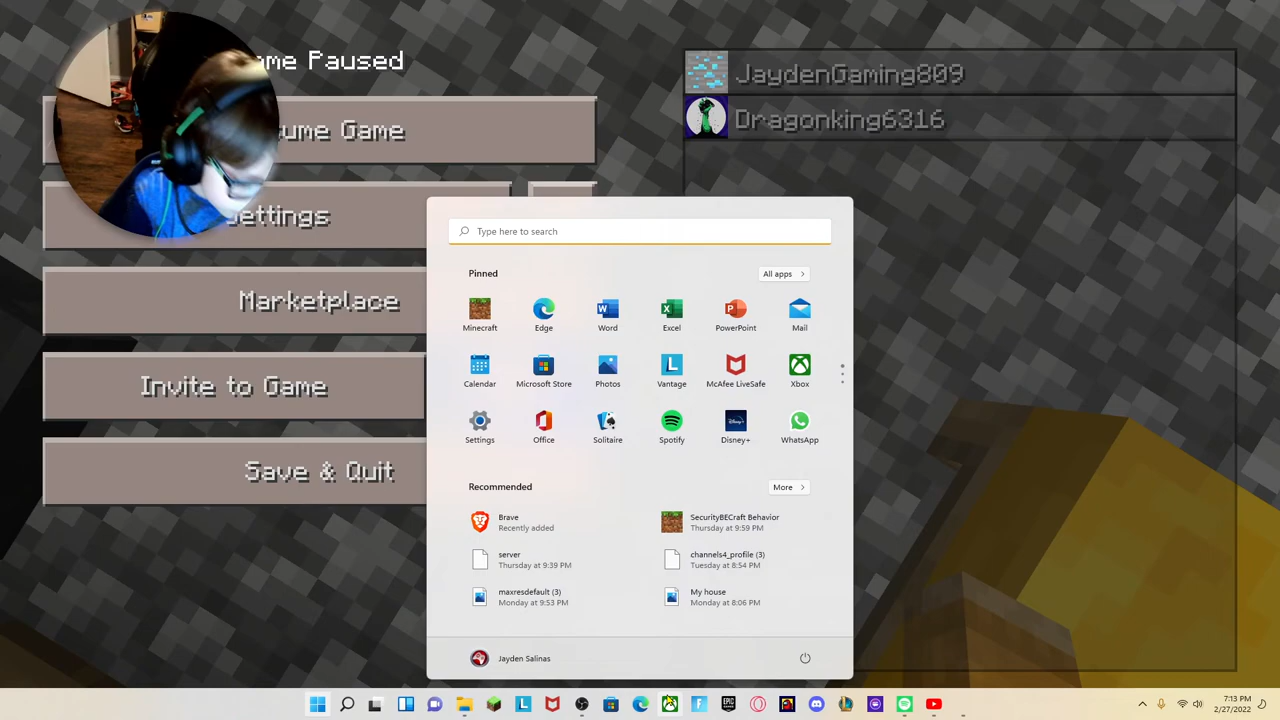 Game Paused
Resume Game
Settings
Marketplace
Invite to Game
Save & Quit
JaydenGaming809
Dragonking6316
Type here to search
Pinned
All apps
Minecraft
Edge
Word
Excel
PowerPoint
Mail
Calendar
Microsoft Store
Photos
Vantage
McAfee LiveSafe
Xbox
Settings
Office
Solitaire
Spotify
Disney+
WhatsApp
Recommended
More
Brave
Recently added
SecurityBECraft Behavior
Thursday at 9:59 PM
server
Thursday at 9:39 PM
channels4_profile (3)
Tuesday at 8:54 PM
maxresdefault (3)
Monday at 9:53 PM
My house
Monday at 8:06 PM
Jayden Salinas
7:13 PM
2/27/2022